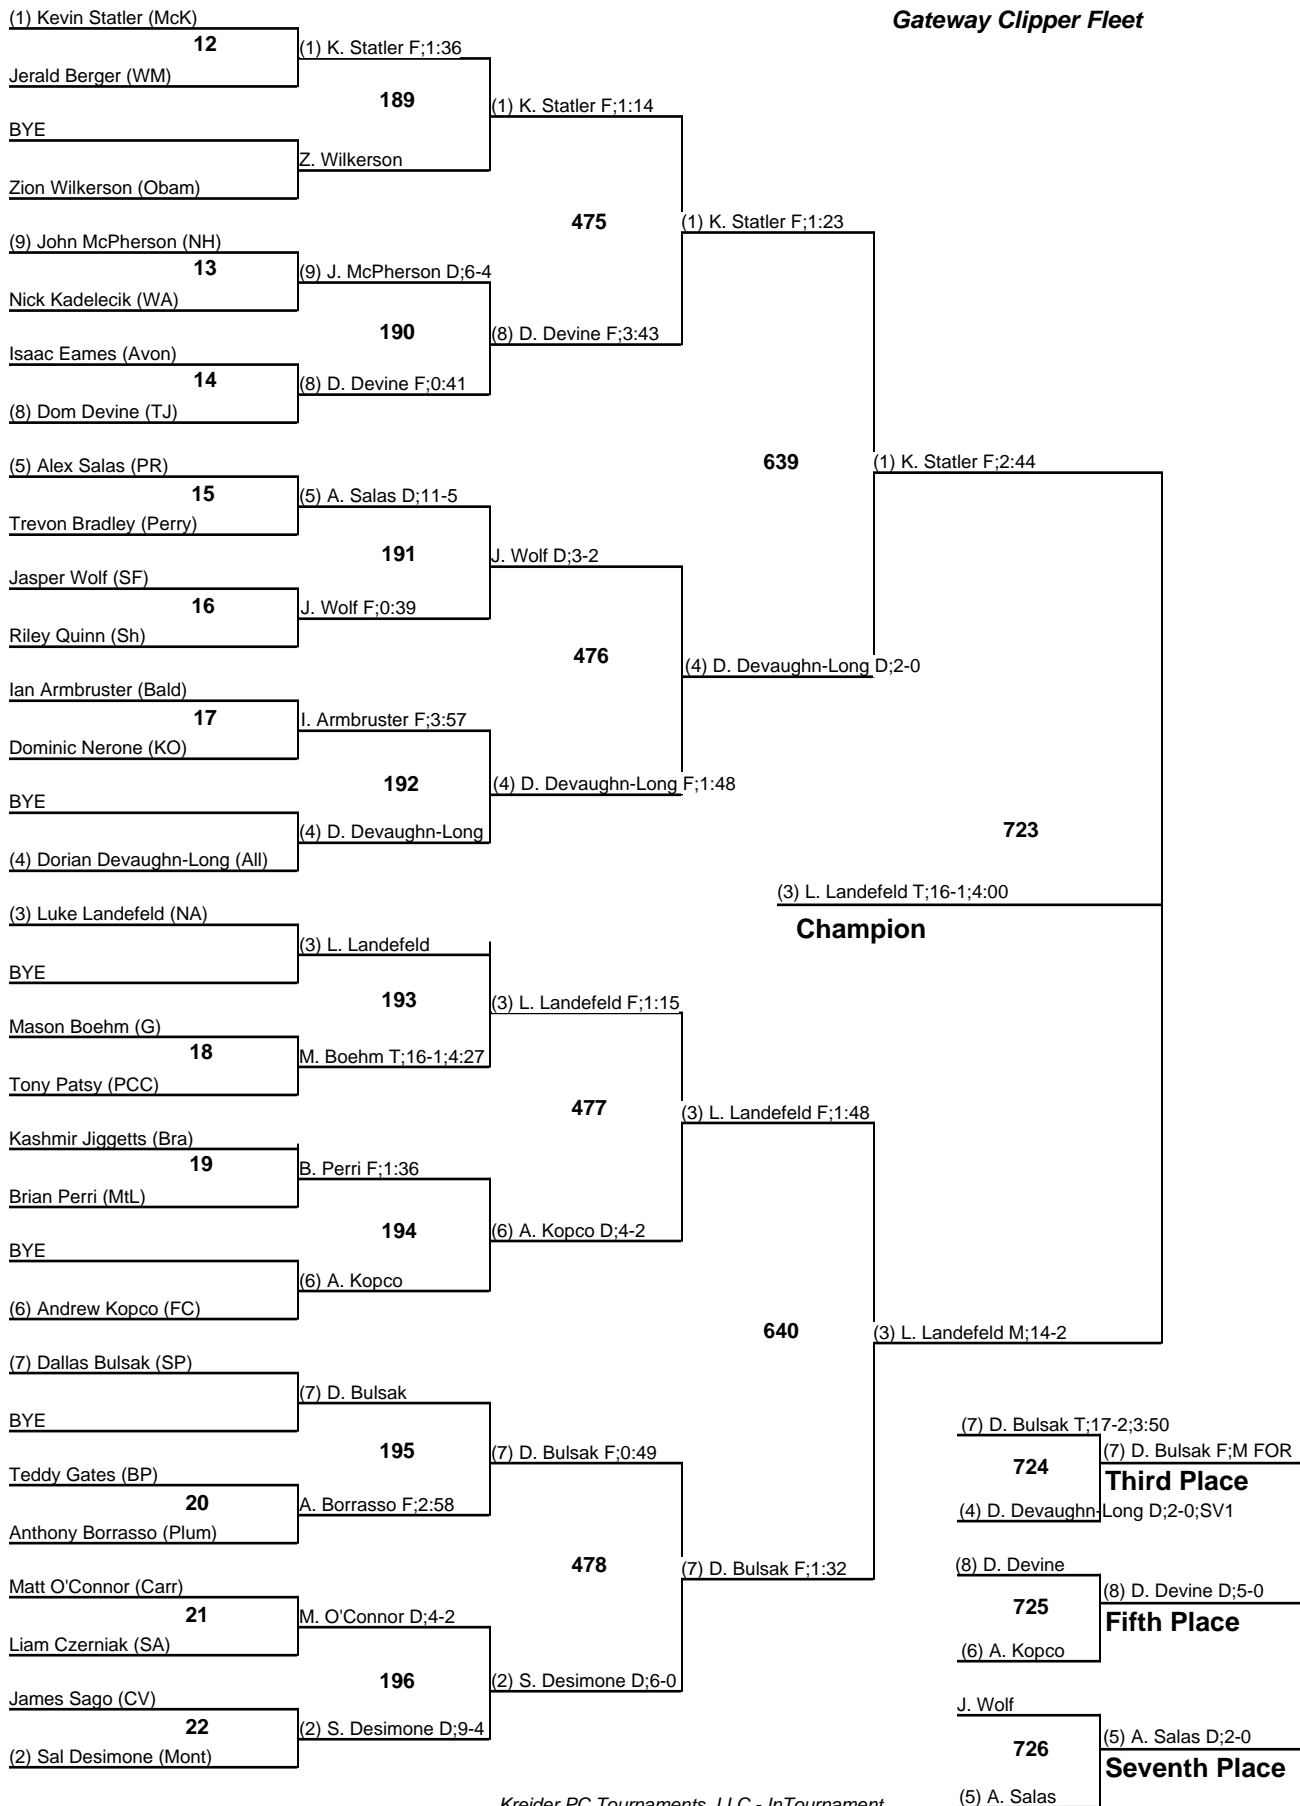 Gateway Clipper Fleet
(1) Kevin Statler (McK)
12
Jerald Berger (WM)
(1) K. Statler F;1:36
189
BYE
Zion Wilkerson (Obam)
Z. Wilkerson
(1) K. Statler F;1:14
475
(9) John McPherson (NH)
13
Nick Kadelecik (WA)
(9) J. McPherson D;6-4
190
Isaac Eames (Avon)
14
(8) Dom Devine (TJ)
(8) D. Devine F;0:41
(8) D. Devine F;3:43
(1) K. Statler F;1:23
639
(5) Alex Salas (PR)
15
Trevon Bradley (Perry)
(5) A. Salas D;11-5
191
Jasper Wolf (SF)
16
Riley Quinn (Sh)
J. Wolf F;0:39
J. Wolf D;3-2
476
Ian Armbruster (Bald)
17
Dominic Nerone (KO)
I. Armbruster F;3:57
192
BYE
(4) Dorian Devaughn-Long (All)
(4) D. Devaughn-Long
(4) D. Devaughn-Long F;1:48
(4) D. Devaughn-Long D;2-0
(1) K. Statler F;2:44
723
(3) L. Landefeld T;16-1;4:00
Champion
(3) Luke Landefeld (NA)
BYE
(3) L. Landefeld
193
Mason Boehm (G)
18
Tony Patsy (PCC)
M. Boehm T;16-1;4:27
(3) L. Landefeld F;1:15
477
Kashmir Jiggetts (Bra)
19
Brian Perri (MtL)
B. Perri F;1:36
194
BYE
(6) Andrew Kopco (FC)
(6) A. Kopco
(6) A. Kopco D;4-2
(3) L. Landefeld F;1:48
640
(3) L. Landefeld M;14-2
(7) Dallas Bulsak (SP)
BYE
(7) D. Bulsak
195
Teddy Gates (BP)
20
Anthony Borrasso (Plum)
A. Borrasso F;2:58
(7) D. Bulsak F;0:49
478
Matt O'Connor (Carr)
21
Liam Czerniak (SA)
M. O'Connor D;4-2
196
James Sago (CV)
22
(2) Sal Desimone (Mont)
(2) S. Desimone D;9-4
(2) S. Desimone D;6-0
(7) D. Bulsak F;1:32
(7) D. Bulsak T;17-2;3:50
724
(4) D. Devaughn-Long D;2-0;SV1
(7) D. Bulsak F;M FOR
Third Place
(8) D. Devine
725
(6) A. Kopco
(8) D. Devine D;5-0
Fifth Place
J. Wolf
726
(5) A. Salas
(5) A. Salas D;2-0
Seventh Place
Kreider PC Tournaments, LLC - InTournament